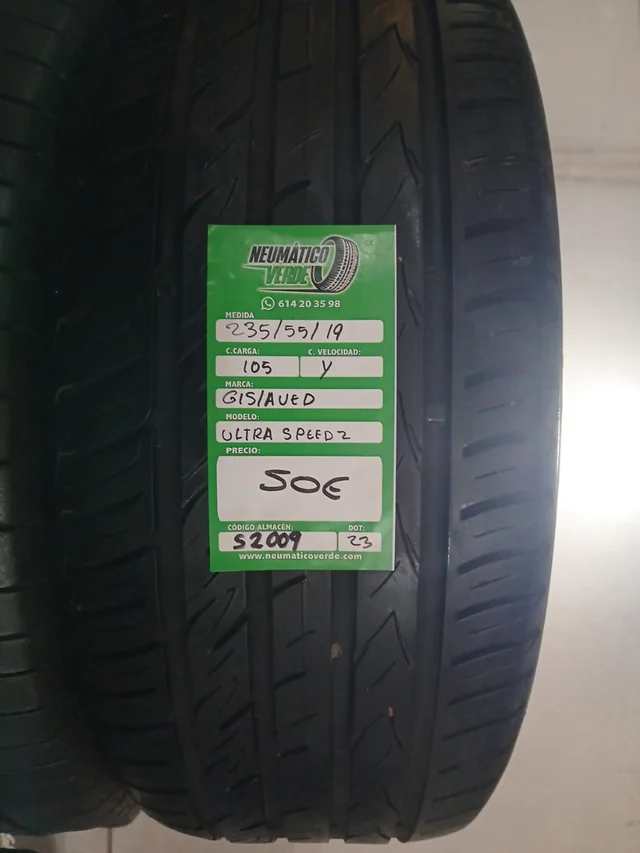 NEUMÁTICO
VERDE
614 20 35 98
MEDIDA
235/55/19
C.CARGA: C. VELOCIDAD:
105 Y
MARCA:
GISLAVED
MODELO:
ULTRA SPEED 2
PRECIO:
50€
CÓDIGO ALMACÉN: DOT:
S2009 23
www.neumaticoverde.com